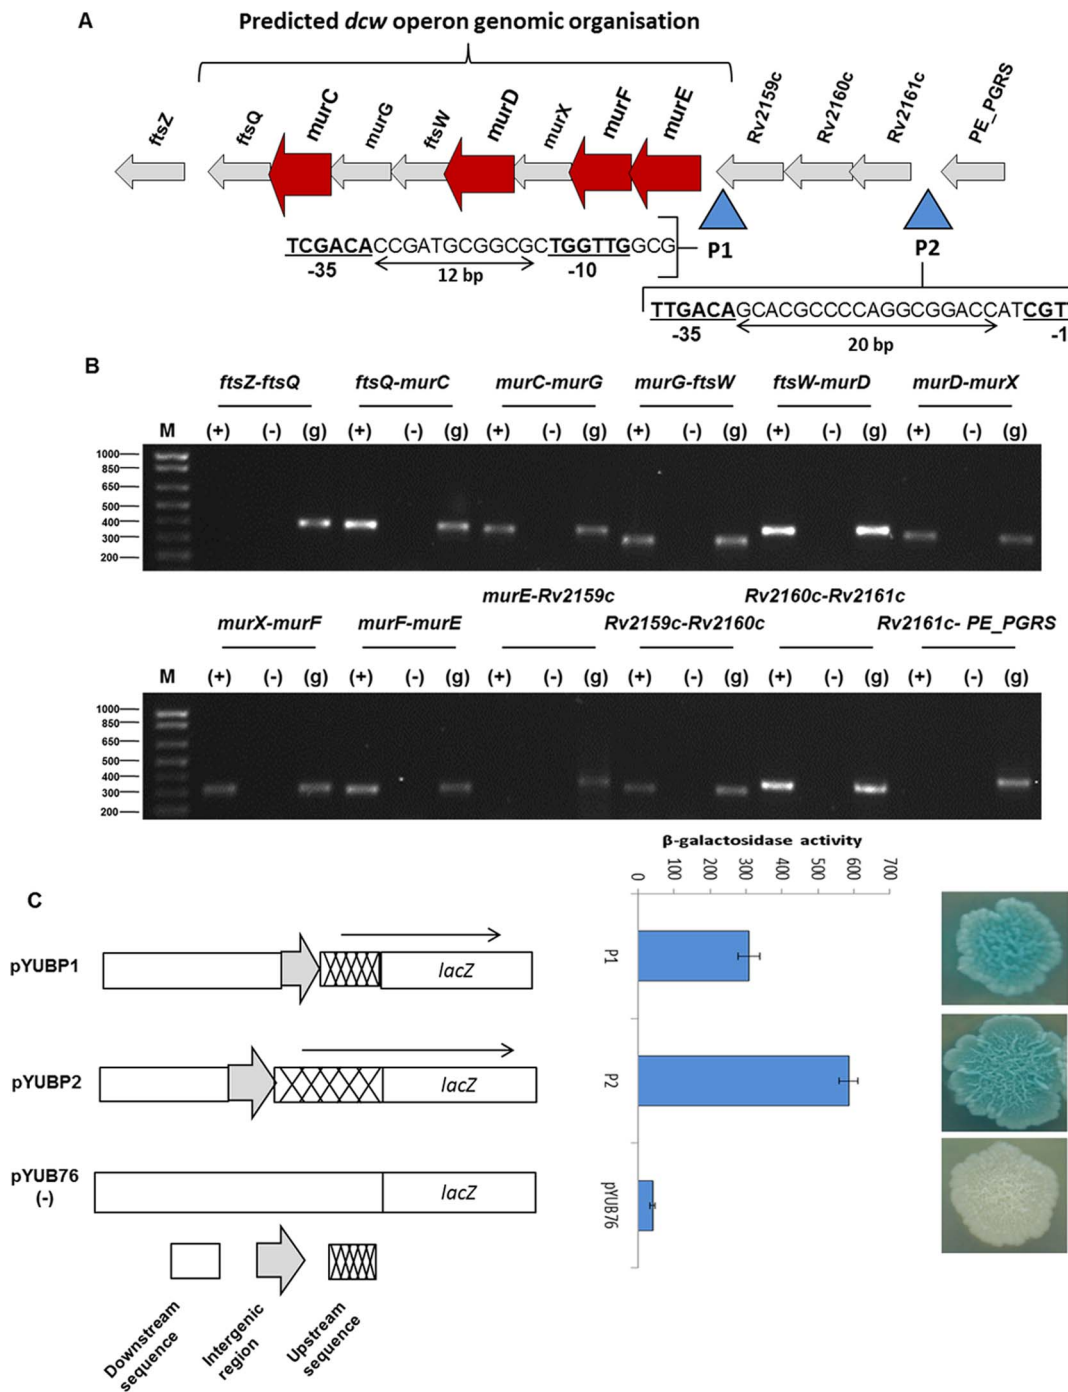 A
Predicted dcw operon genomic organisation
ftsZ
ftsQ
murC
murG
ftsW
murD
murX
murF
murE
Rv2159c
Rv2160c
Rv2161c
PE_PGRS
TCGACACCGATGCGGCGCTGGTTGGCG
-35
12 bp
-10
P1
P2
TTGACAGCACGCCCCAGGCGGACCATCGTT
-35
20 bp
-1
B
ftsZ-ftsQ ftsQ-murC murC-murG murG-ftsW ftsW-murD murD-murX
M (+) (-) (g) (+) (-) (g) (+) (-) (g) (+) (-) (g) (+) (-) (g) (+) (-) (g)
1000
850
650
500
400
300
200
murE-Rv2159c Rv2160c-Rv2161c
murX-murF murF-murE Rv2159c-Rv2160c Rv2161c- PE_PGRS
M (+) (-) (g) (+) (-) (g) (+) (-) (g) (+) (-) (g) (+) (-) (g) (+) (-) (g)
1000
850
650
500
400
300
200
C
pYUBP1
lacZ
pYUBP2
lacZ
pYUB76
(-)
lacZ
Downstream
sequence
Intergenic
region
Upstream
sequence
β-galactosidase activity
0 100 200 300 400 500 600 700
P1
P2
pYUB76